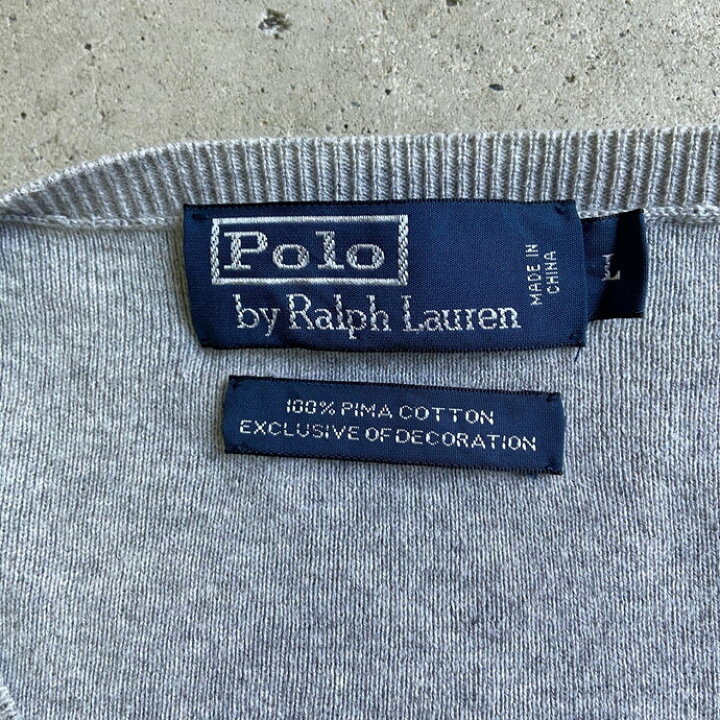 Polo
by Ralph Lauren
MADE IN
CHINA
L
100% PIMA COTTON
EXCLUSIVE OF DECORATION